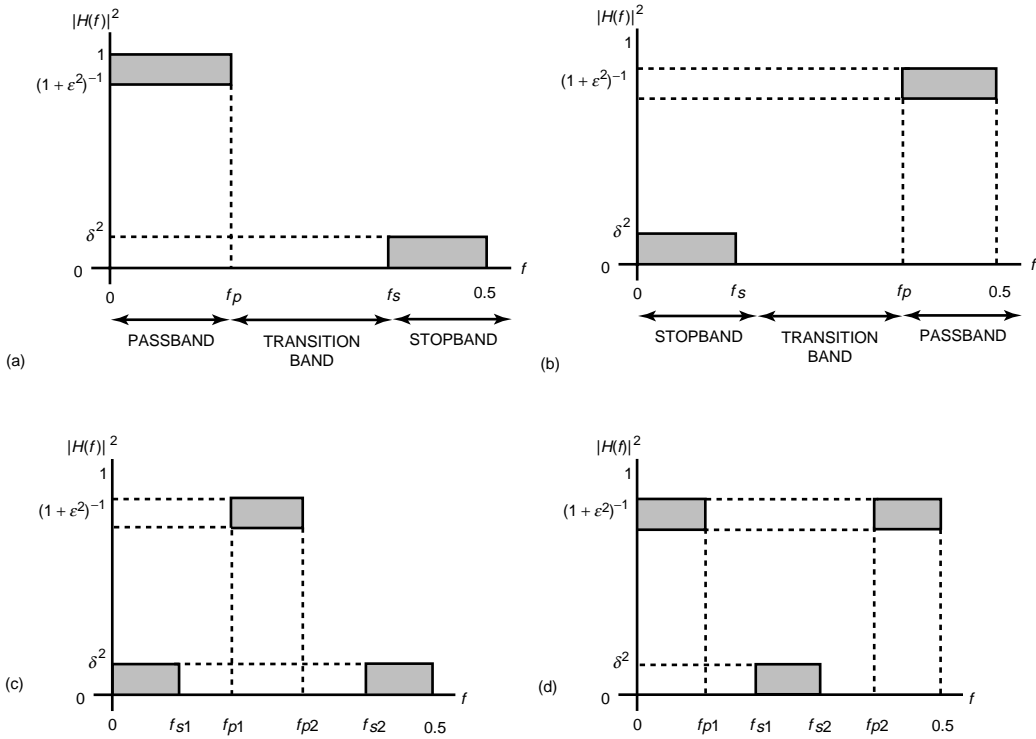 |H(f)|²
1
(1 + ε²)⁻¹
δ²
0
f
0
fp
fs
0.5
PASSBAND
TRANSITION
BAND
STOPBAND
(a)
|H(f)|²
1
(1 + ε²)⁻¹
δ²
0
f
fs
fp
0.5
STOPBAND
TRANSITION
BAND
PASSBAND
(b)
|H(f)|²
1
(1 + ε²)⁻¹
δ²
0
f
0
fs1
fp1
fp2
fs2
0.5
(c)
|H(f)|²
1
(1 + ε²)⁻¹
δ²
0
f
0
fp1
fs1
fs2
fp2
0.5
(d)